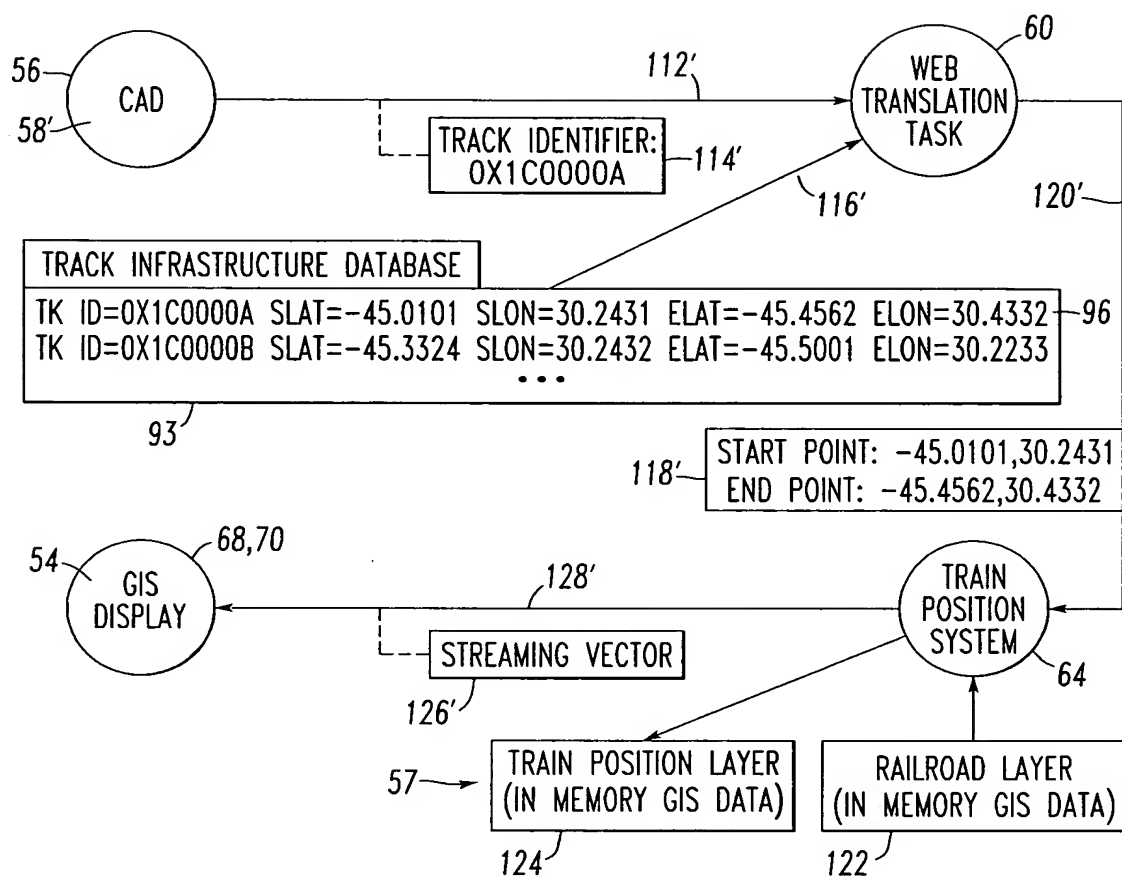 56
CAD
58'
112'
60
WEB
TRANSLATION
TASK
TRACK IDENTIFIER:
0X1C0000A
114'
116'
120'
TRACK INFRASTRUCTURE DATABASE
TK ID=0X1C0000A SLAT=-45.0101 SLON=30.2431 ELAT=-45.4562 ELON=30.4332
TK ID=0X1C0000B SLAT=-45.3324 SLON=30.2432 ELAT=-45.5001 ELON=30.2233
•••
96
93
118'
START POINT: -45.0101,30.2431
END POINT: -45.4562,30.4332
54
68,70
GIS
DISPLAY
128'
TRAIN
POSITION
SYSTEM
64
STREAMING VECTOR
126'
57
TRAIN POSITION LAYER
(IN MEMORY GIS DATA)
124
RAILROAD LAYER
(IN MEMORY GIS DATA)
122